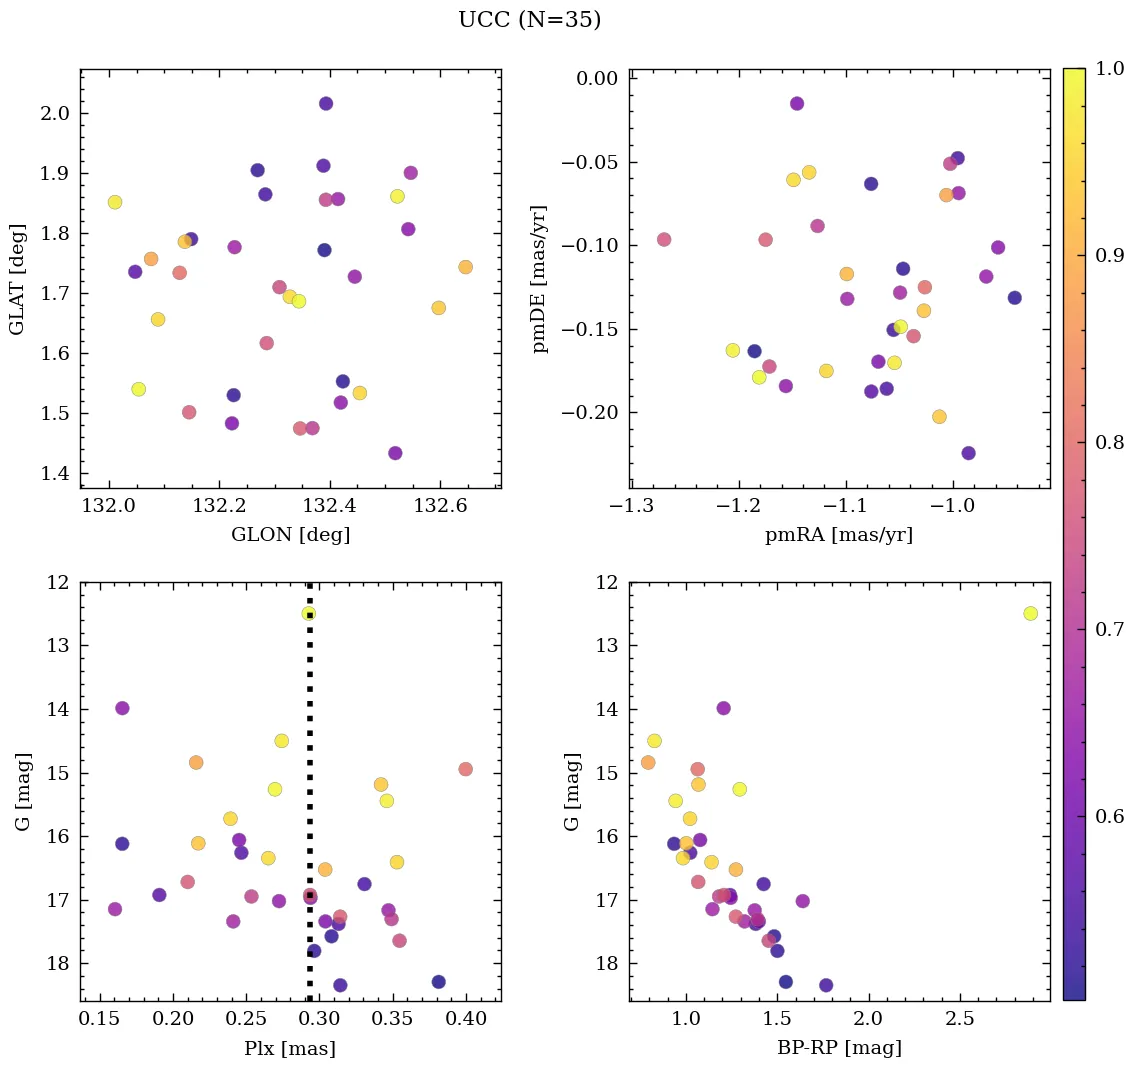 UCC (N=35)
2.0
1.9
1.8
1.7
1.6
1.5
1.4
GLAT [deg]
132.0 132.2 132.4 132.6
GLON [deg]
0.00
−0.05
−0.10
−0.15
−0.20
pmDE [mas/yr]
−1.3 −1.2 −1.1 −1.0
pmRA [mas/yr]
1.0
0.9
0.8
0.7
0.6
12
13
14
15
16
17
18
G [mag]
0.15 0.20 0.25 0.30 0.35 0.40
Plx [mas]
12
13
14
15
16
17
18
G [mag]
1.0 1.5 2.0 2.5
BP-RP [mag]